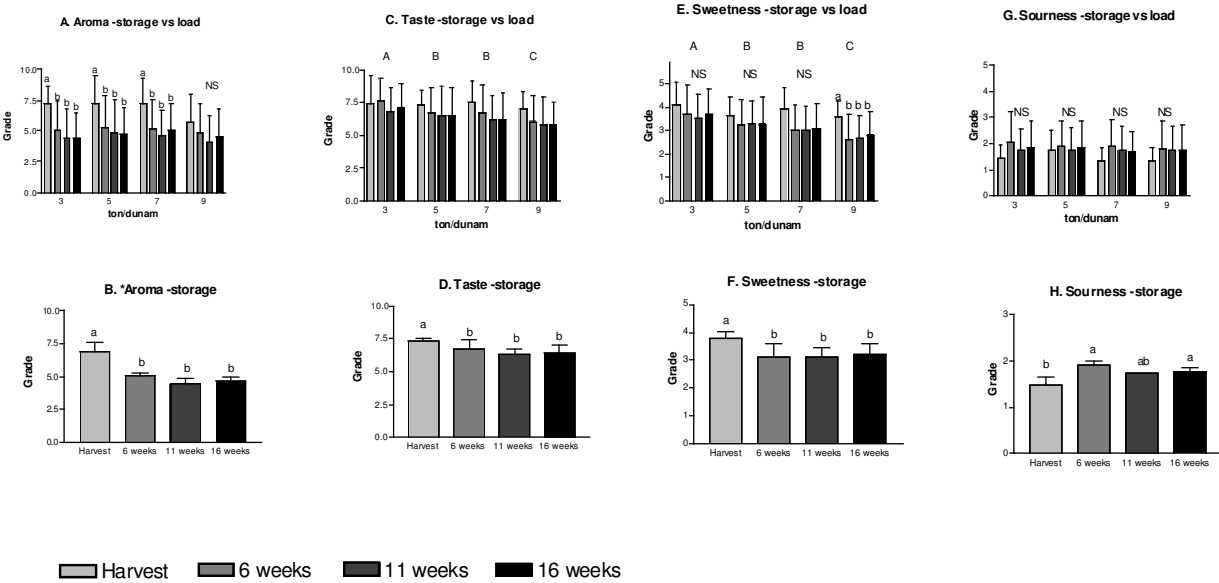 A. Aroma -storage vs load
10.0
7.5
5.0
2.5
0.0
Grade
a b b b
a b b b
a b b b
NS
3 5 7 9
ton/dunam
C. Taste -storage vs load
A B B C
10.0
7.5
5.0
2.5
0.0
Grade
3 5 7 9
ton/dunam
E. Sweetness -storage vs load
A B B C
NS NS NS
a b b b
5
4
3
2
1
0
Grade
3 5 7 9
ton/dunam
G. Sourness -storage vs load
5
4
3
2
1
0
Grade
NS NS NS NS
3 5 7 9
ton/dunam
B. *Aroma -storage
10.0
7.5
5.0
2.5
0.0
Grade
a b b b
Harvest 6 weeks 11 weeks 16 weeks
D. Taste -storage
10.0
7.5
5.0
2.5
0.0
Grade
a b b b
Harvest 6 weeks 11 weeks 16 weeks
F. Sweetness -storage
5
4
3
2
1
0
Grade
a b b b
Harvest 6 weeks 11 weeks 16 weeks
H. Sourness -storage
3
2
1
0
Grade
b a ab a
Harvest 6 weeks 11 weeks 16 weeks
Harvest 6 weeks 11 weeks 16 weeks